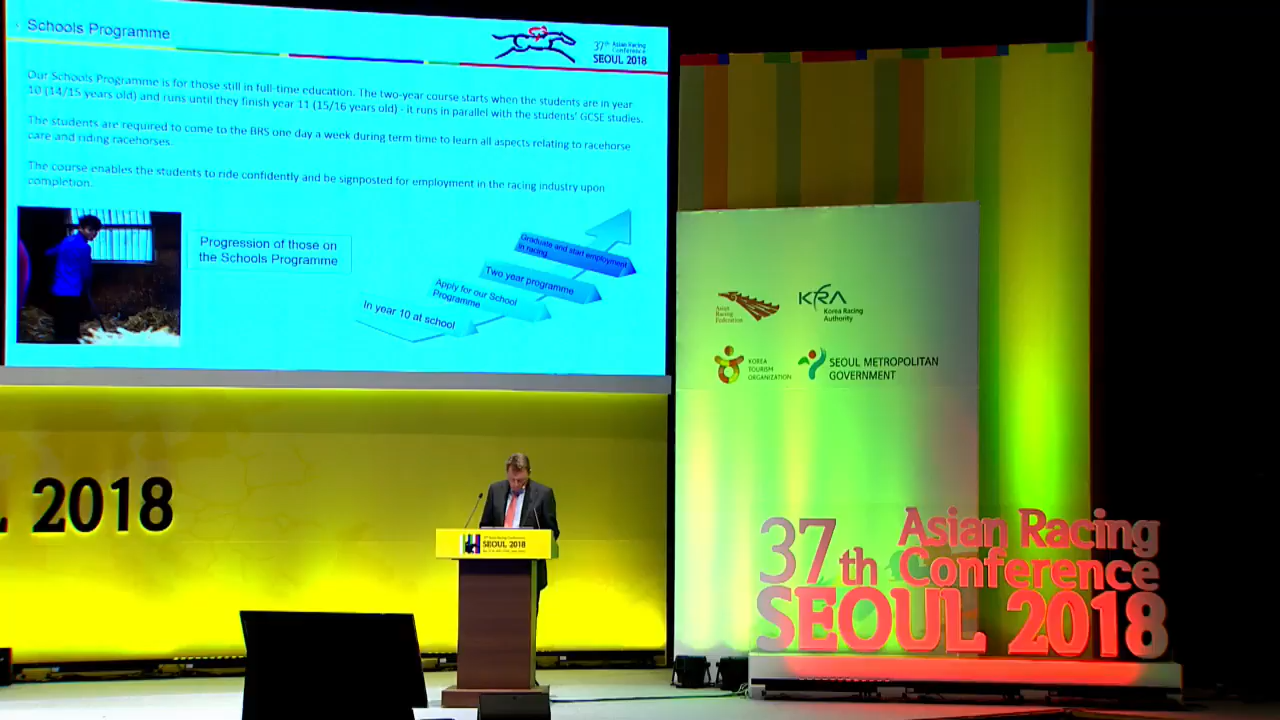 Schools Programme
37th Asian Racing
Conference
SEOUL 2018
Our Schools Programme is for those still in full-time education. The two-year course starts when the students are in year
10 (14/15 years old) and runs until they finish year 11 (15/16 years old) - it runs in parallel with the students' GCSE studies.
The students are required to come to the BRS one day a week during term time to learn all aspects relating to racehorse
care and riding racehorses.
The course enables the students to ride confidently and be signposted for employment in the racing industry upon
completion.
Progression of those on
the Schools Programme
In year 10 at school
Apply for our School
Programme
Two year programme
Graduate and start employment
in racing
Asian
Racing
Federation
KRA
Korea Racing
Authority
KOREA
TOURISM
ORGANIZATION
SEOUL METROPOLITAN
GOVERNMENT
2018
SEOUL 2018
37th Asian Racing
Conference
SEOUL 2018